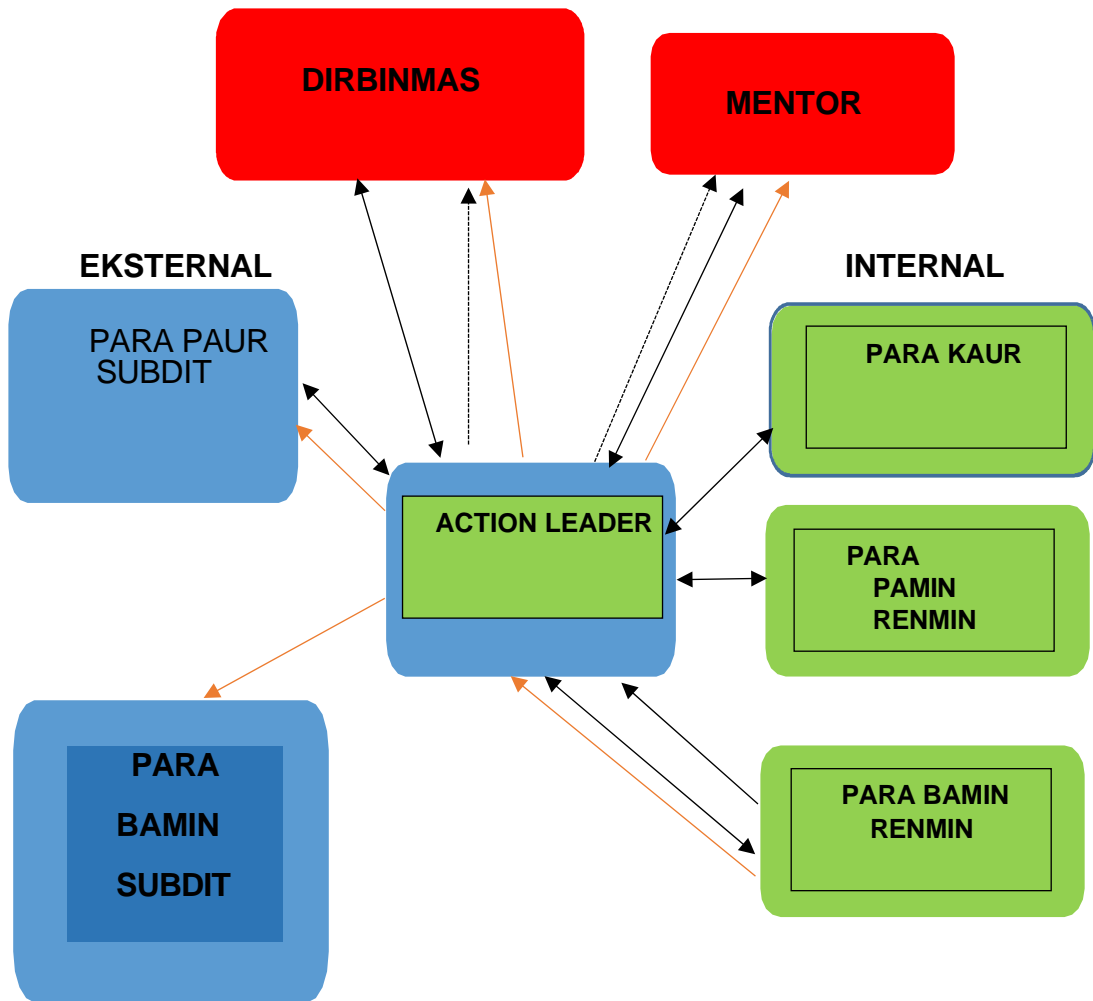 DIRBINMAS
MENTOR
EKSTERNAL
INTERNAL
PARA PAUR
SUBDIT
PARA KAUR
ACTION LEADER
PARA
PAMIN
RENMIN
PARA
BAMIN
SUBDIT
PARA BAMIN
RENMIN